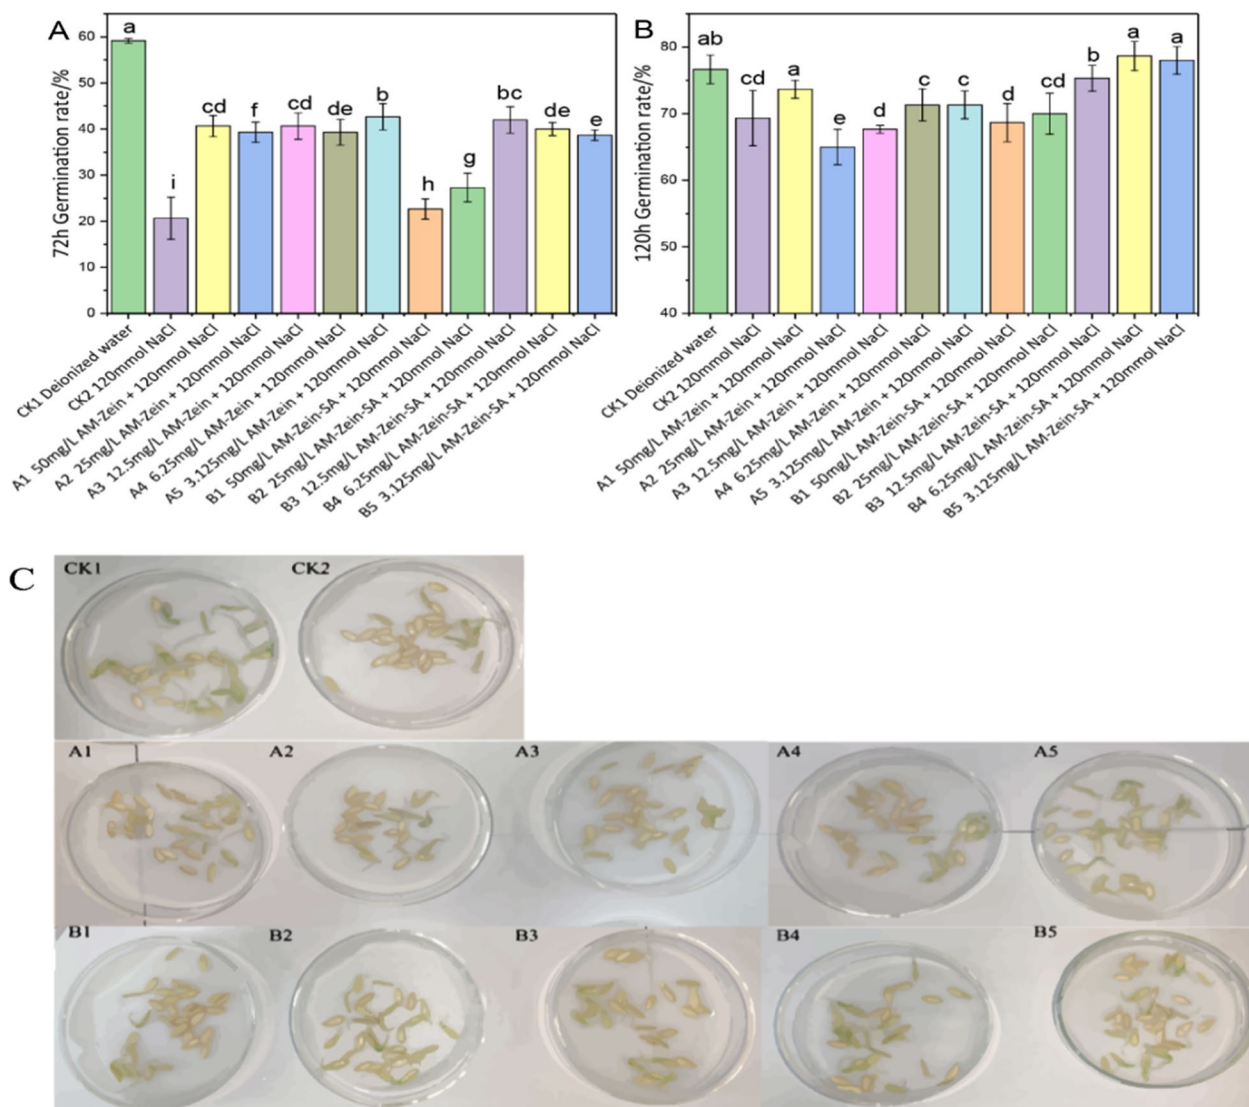 A
72h Germination rate/%
60
50
40
30
20
10
0
a
i
cd
f
cd
de
b
h
g
bc
de
e
CK1 Deionized water
CK2 120mmol NaCl
A1 50mg/L AM-Zein + 120mmol NaCl
A2 25mg/L AM-Zein + 120mmol NaCl
A3 12.5mg/L AM-Zein + 120mmol NaCl
A4 6.25mg/L AM-Zein + 120mmol NaCl
A5 3.125mg/L AM-Zein + 120mmol NaCl
B1 50mg/L AM-Zein-SA + 120mmol NaCl
B2 25mg/L AM-Zein-SA + 120mmol NaCl
B3 12.5mg/L AM-Zein-SA + 120mmol NaCl
B4 6.25mg/L AM-Zein-SA + 120mmol NaCl
B5 3.125mg/L AM-Zein-SA + 120mmol NaCl
B
120h Germination rate/%
80
70
60
50
40
ab
cd
a
e
d
c
c
d
cd
b
a
a
CK1 Deionized water
CK2 120mmol NaCl
A1 50mg/L AM-Zein + 120mmol NaCl
A2 25mg/L AM-Zein + 120mmol NaCl
A3 12.5mg/L AM-Zein + 120mmol NaCl
A4 6.25mg/L AM-Zein + 120mmol NaCl
A5 3.125mg/L AM-Zein + 120mmol NaCl
B1 50mg/L AM-Zein-SA + 120mmol NaCl
B2 25mg/L AM-Zein-SA + 120mmol NaCl
B3 12.5mg/L AM-Zein-SA + 120mmol NaCl
B4 6.25mg/L AM-Zein-SA + 120mmol NaCl
B5 3.125mg/L AM-Zein-SA + 120mmol NaCl
C
CK1
CK2
A1
A2
A3
A4
A5
B1
B2
B3
B4
B5